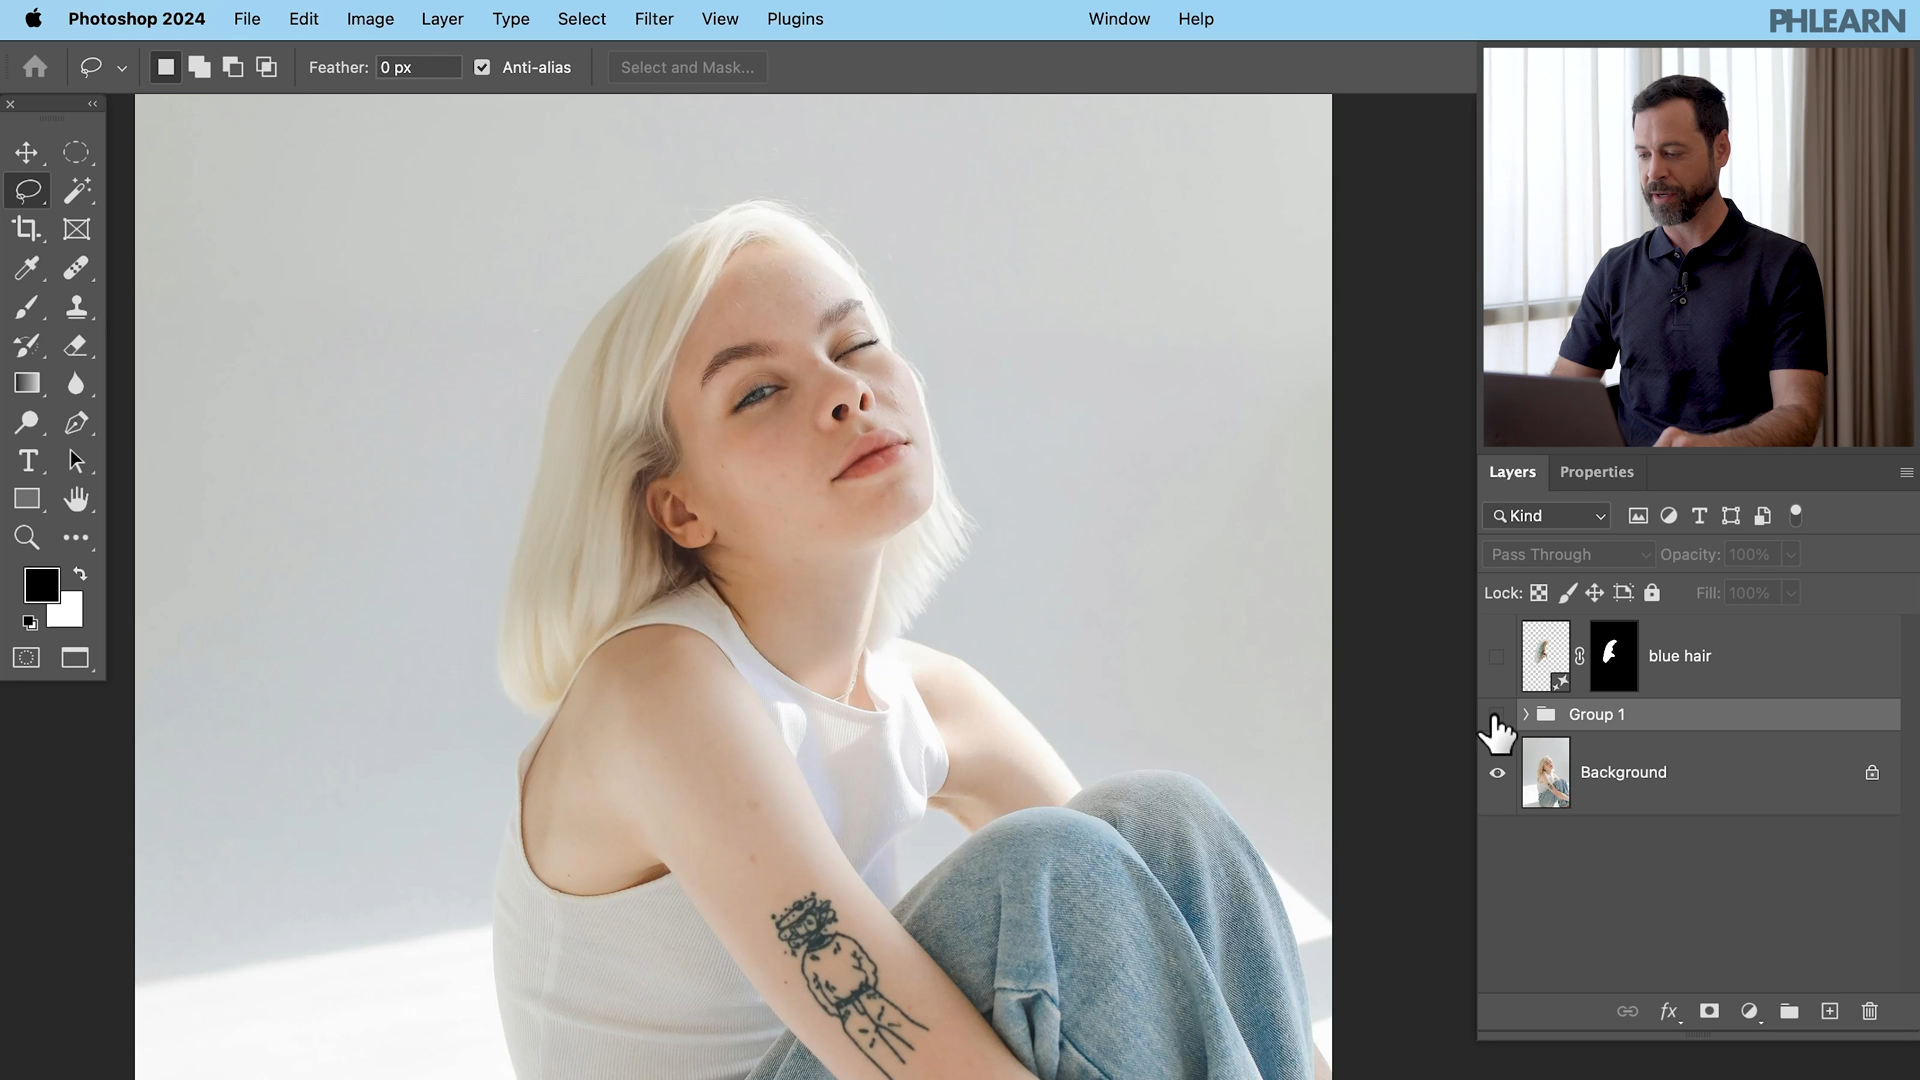 Photoshop 2024 File Edit Image Layer Type Select Filter View Plugins Window Help
PHLEARN
Feather: 0 px Anti-alias Select and Mask...
Layers Properties
Kind
Pass Through Opacity: 100%
Lock: Fill: 100%
blue hair
Group 1
Background